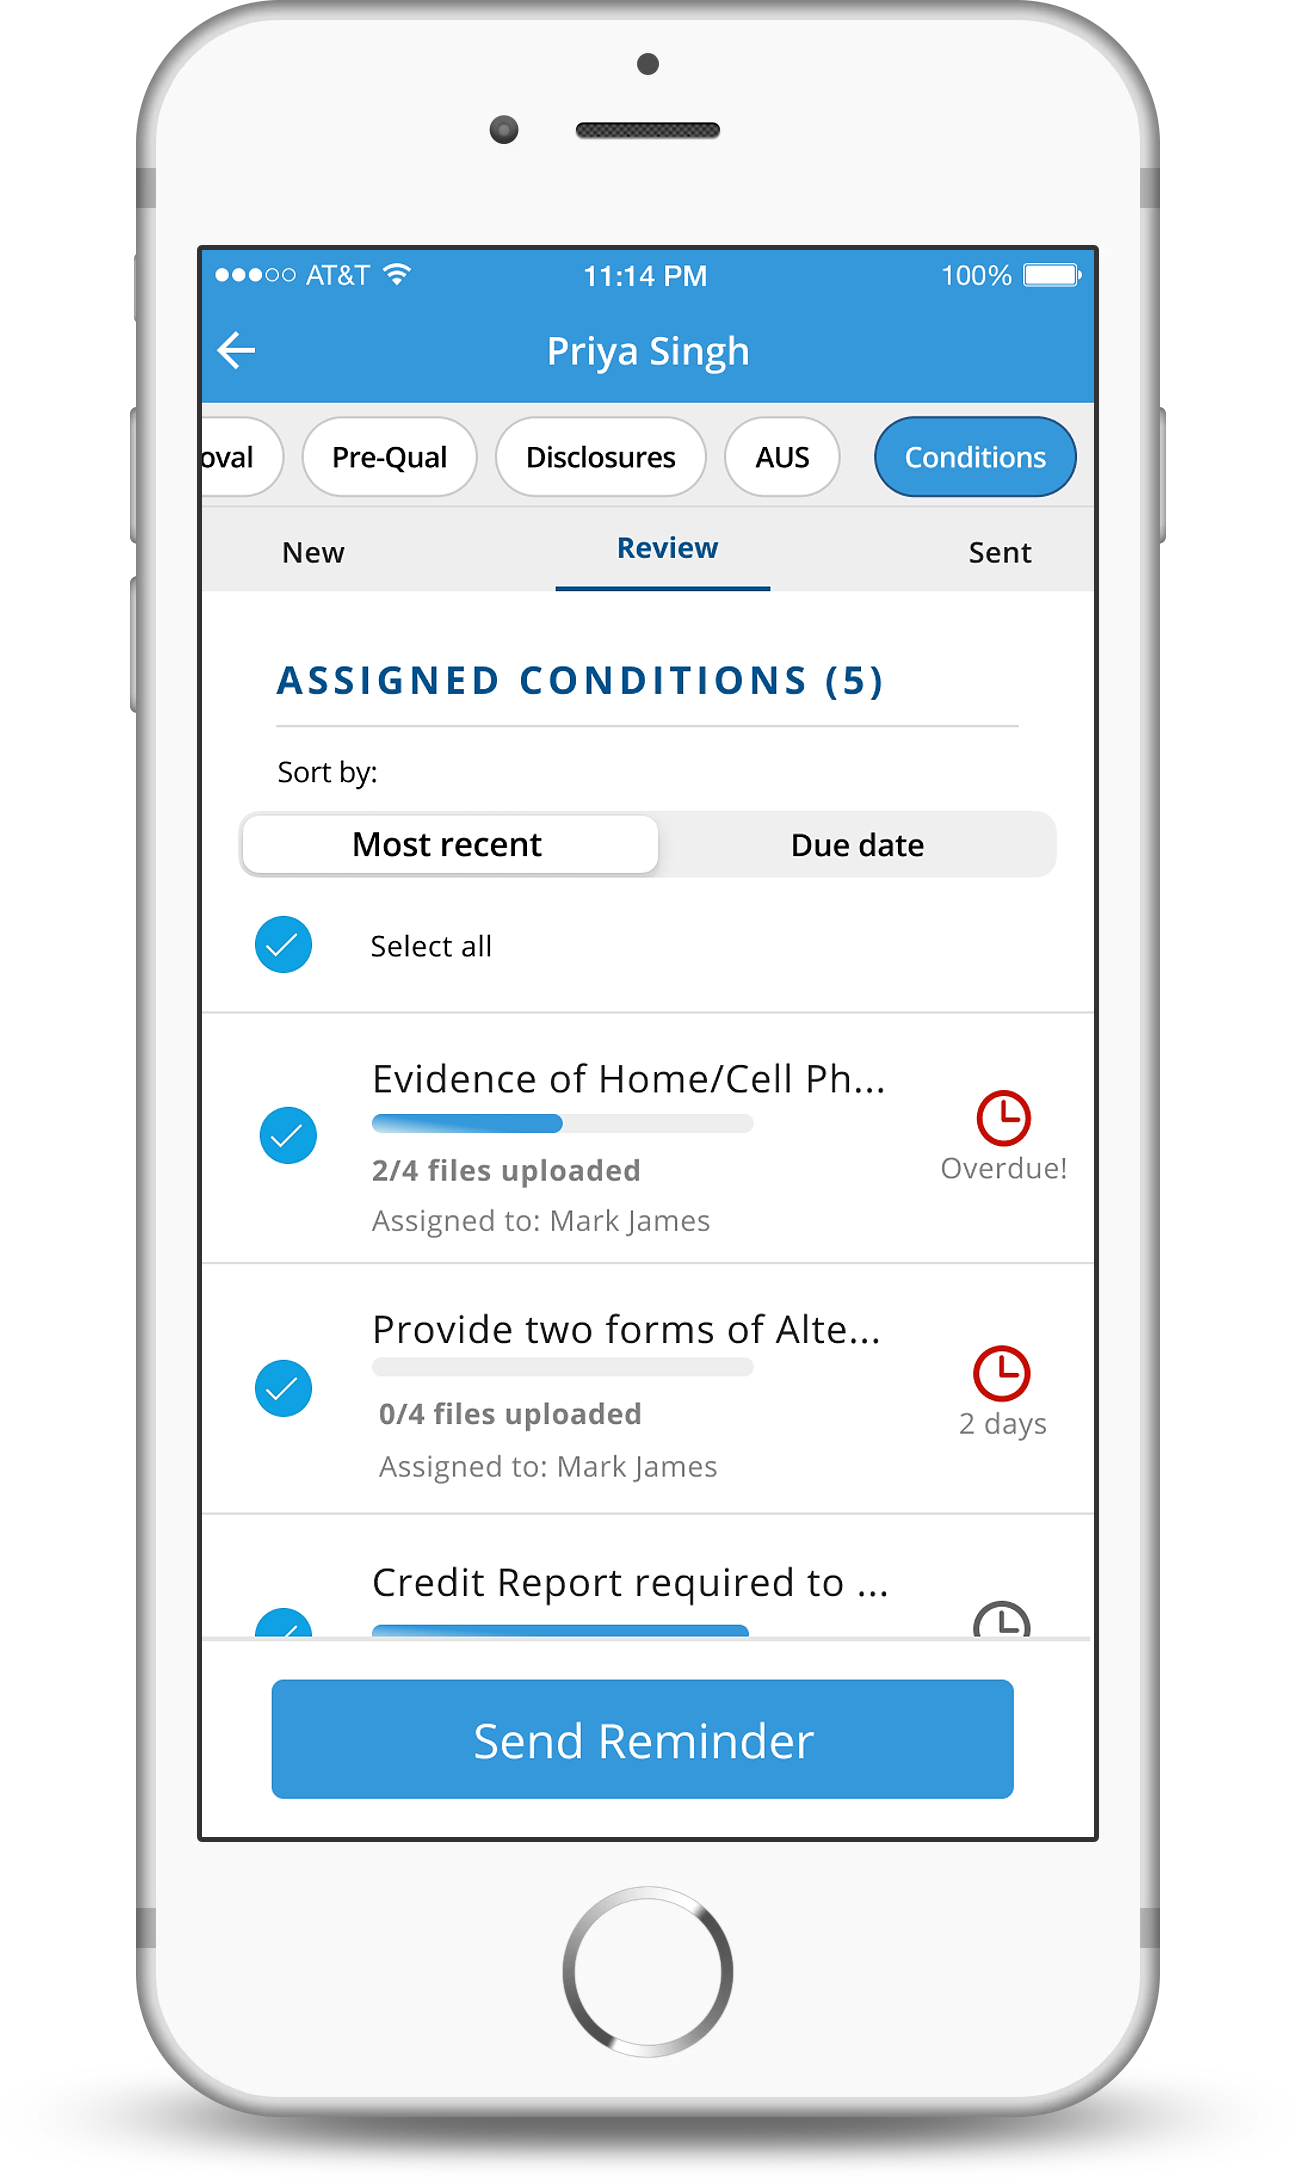 AT&T 11:14 PM 100%
Priya Singh
oval Pre-Qual Disclosures AUS Conditions
New Review Sent
ASSIGNED CONDITIONS (5)
Sort by:
Most recent Due date
Select all
Evidence of Home/Cell Ph...
2/4 files uploaded
Assigned to: Mark James
Overdue!
Provide two forms of Alte...
0/4 files uploaded
Assigned to: Mark James
2 days
Credit Report required to ...
Send Reminder